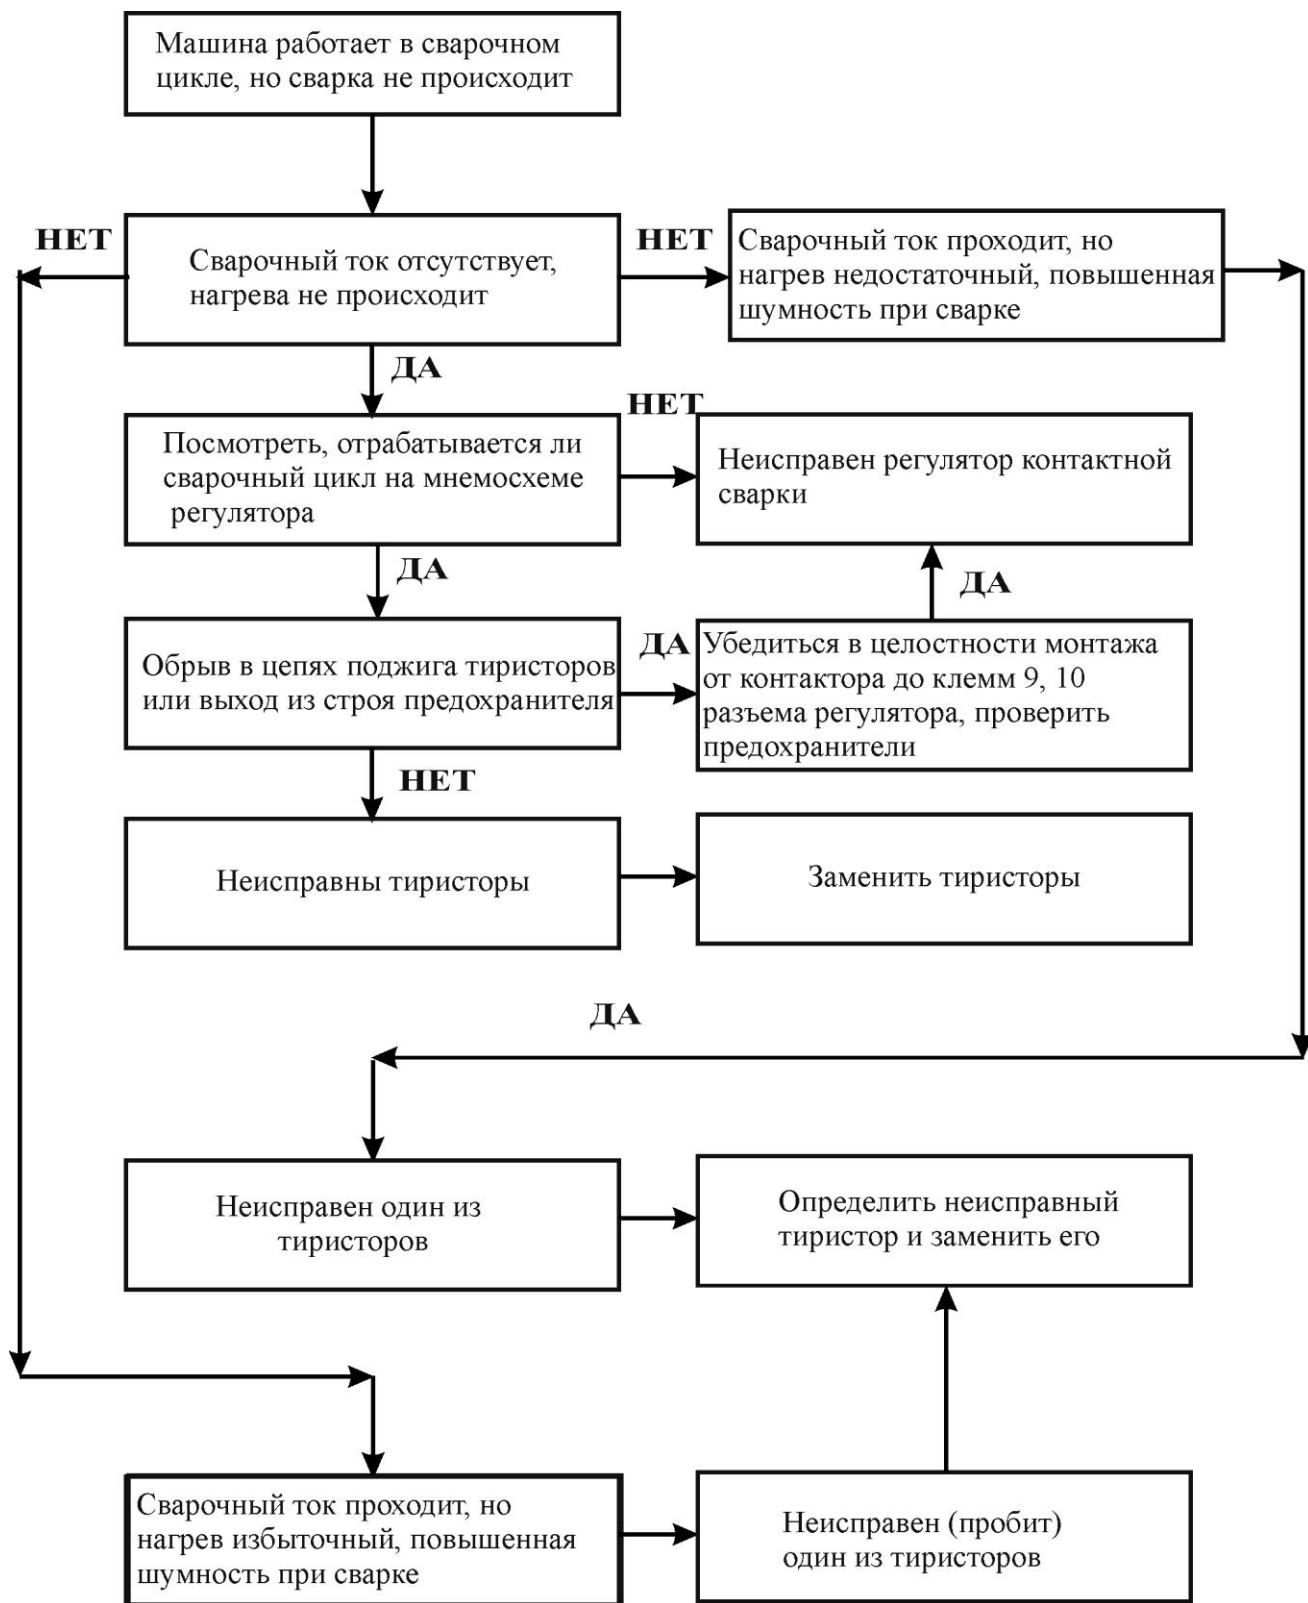 Машина работает в сварочном
цикле, но сварка не происходит
НЕТ
Сварочный ток отсутствует,
нагрева не происходит
НЕТ
Сварочный ток проходит, но
нагрев недостаточный, повышенная
шумность при сварке
ДА
Посмотреть, отрабатывается ли
сварочный цикл на мнемосхеме
регулятора
НЕТ
Неисправен регулятор контактной
сварки
ДА
ДА
Обрыв в цепях поджига тиристоров
или выход из строя предохранителя
ДА
Убедиться в целостности монтажа
от контактора до клемм 9, 10
разъема регулятора, проверить
предохранители
НЕТ
Неисправны тиристоры
Заменить тиристоры
ДА
Неисправен один из
тиристоров
Определить неисправный
тиристор и заменить его
Сварочный ток проходит, но
нагрев избыточный, повышенная
шумность при сварке
Неисправен (пробит)
один из тиристоров